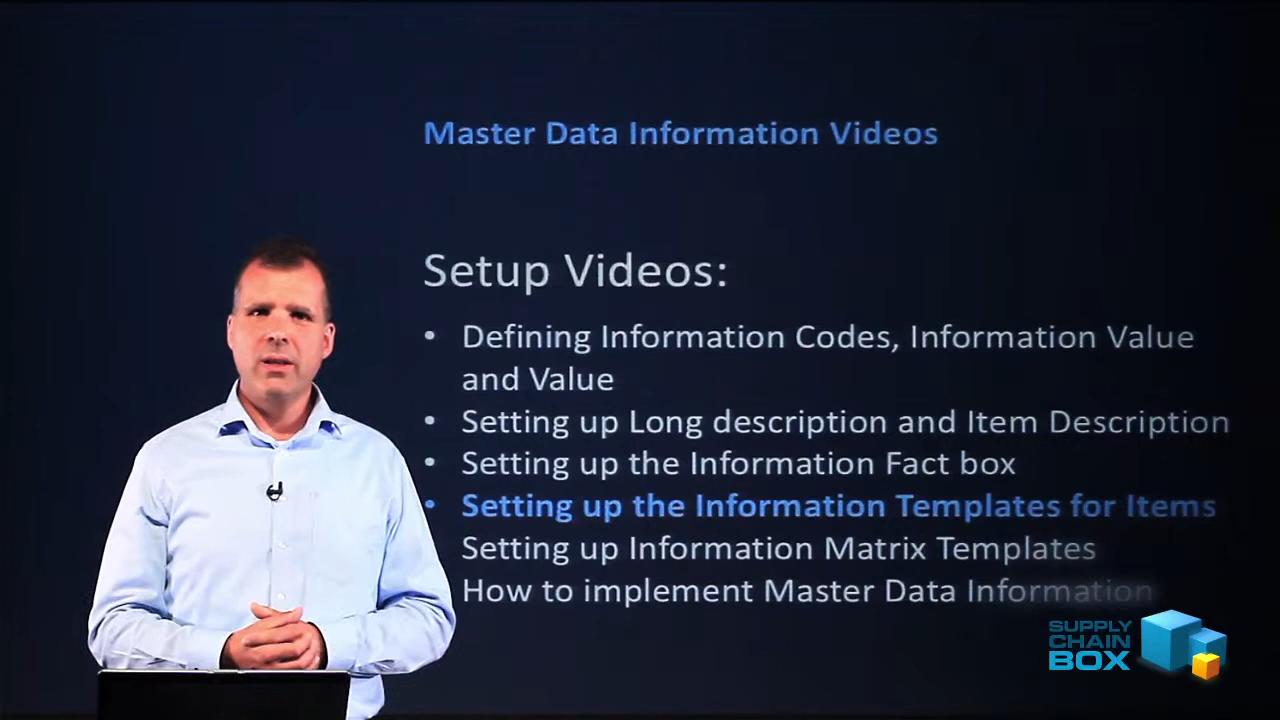 Master Data Information Videos
Setup Videos:
• Defining Information Codes, Information Value
and Value
• Setting up Long description and Item Description
• Setting up the Information Fact box
• Setting up the Information Templates for Items
Setting up Information Matrix Templates
How to implement Master Data Information
SUPPLY
CHAIN
BOX